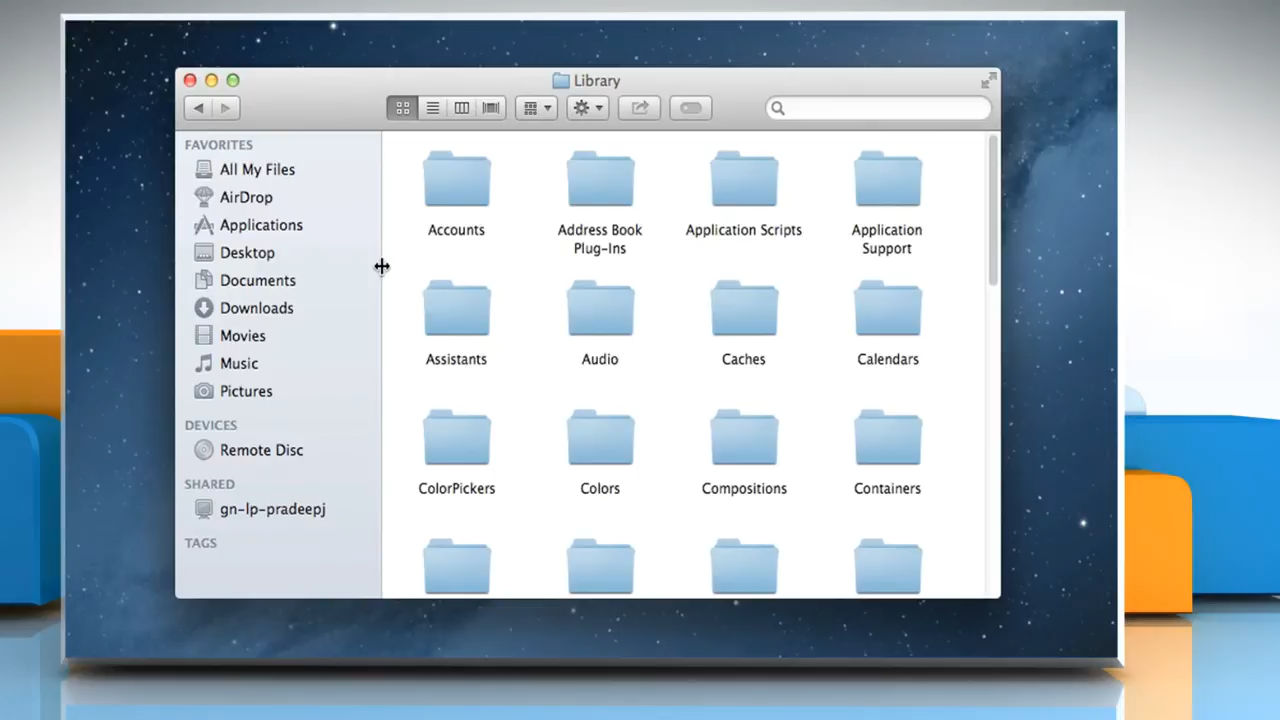 Library
FAVORITES
All My Files
AirDrop
Applications
Desktop
Documents
Downloads
Movies
Music
Pictures
DEVICES
Remote Disc
SHARED
gn-lp-pradeepj
TAGS
Accounts
Address Book
Plug-Ins
Application Scripts
Application
Support
Assistants
Audio
Caches
Calendars
ColorPickers
Colors
Compositions
Containers